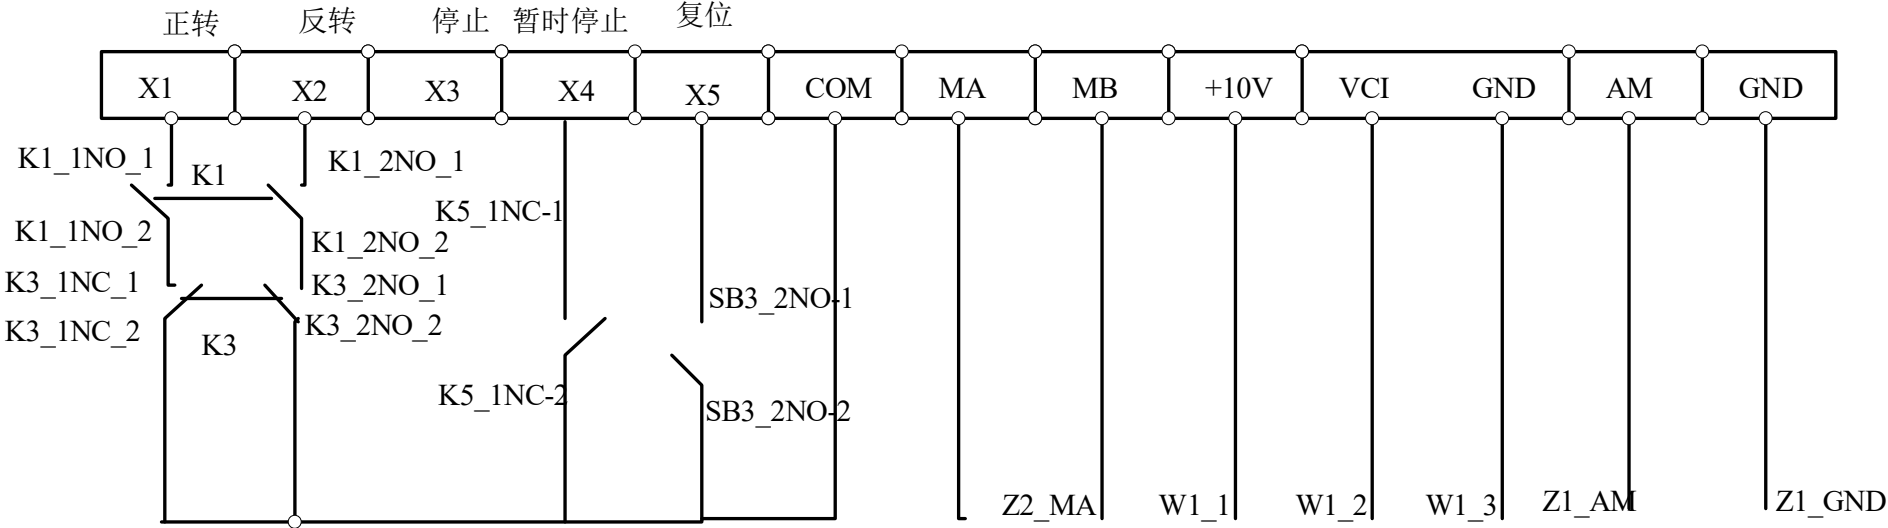 正转 反转 停止 暂时停止 复位
X1 X2 X3 X4 X5 COM MA MB +10V VCI GND AM GND
K1_1NO_1 K1 K1_2NO_1
K5_1NC-1
K1_1NO_2 K1_2NO_2
K3_1NC_1 K3_2NO_1
SB3_2NO-1
K3_1NC_2 K3_2NO_2
K3
K5_1NC-2
SB3_2NO-2
Z2_MA W1_1 W1_2 W1_3 Z1_AM Z1_GND